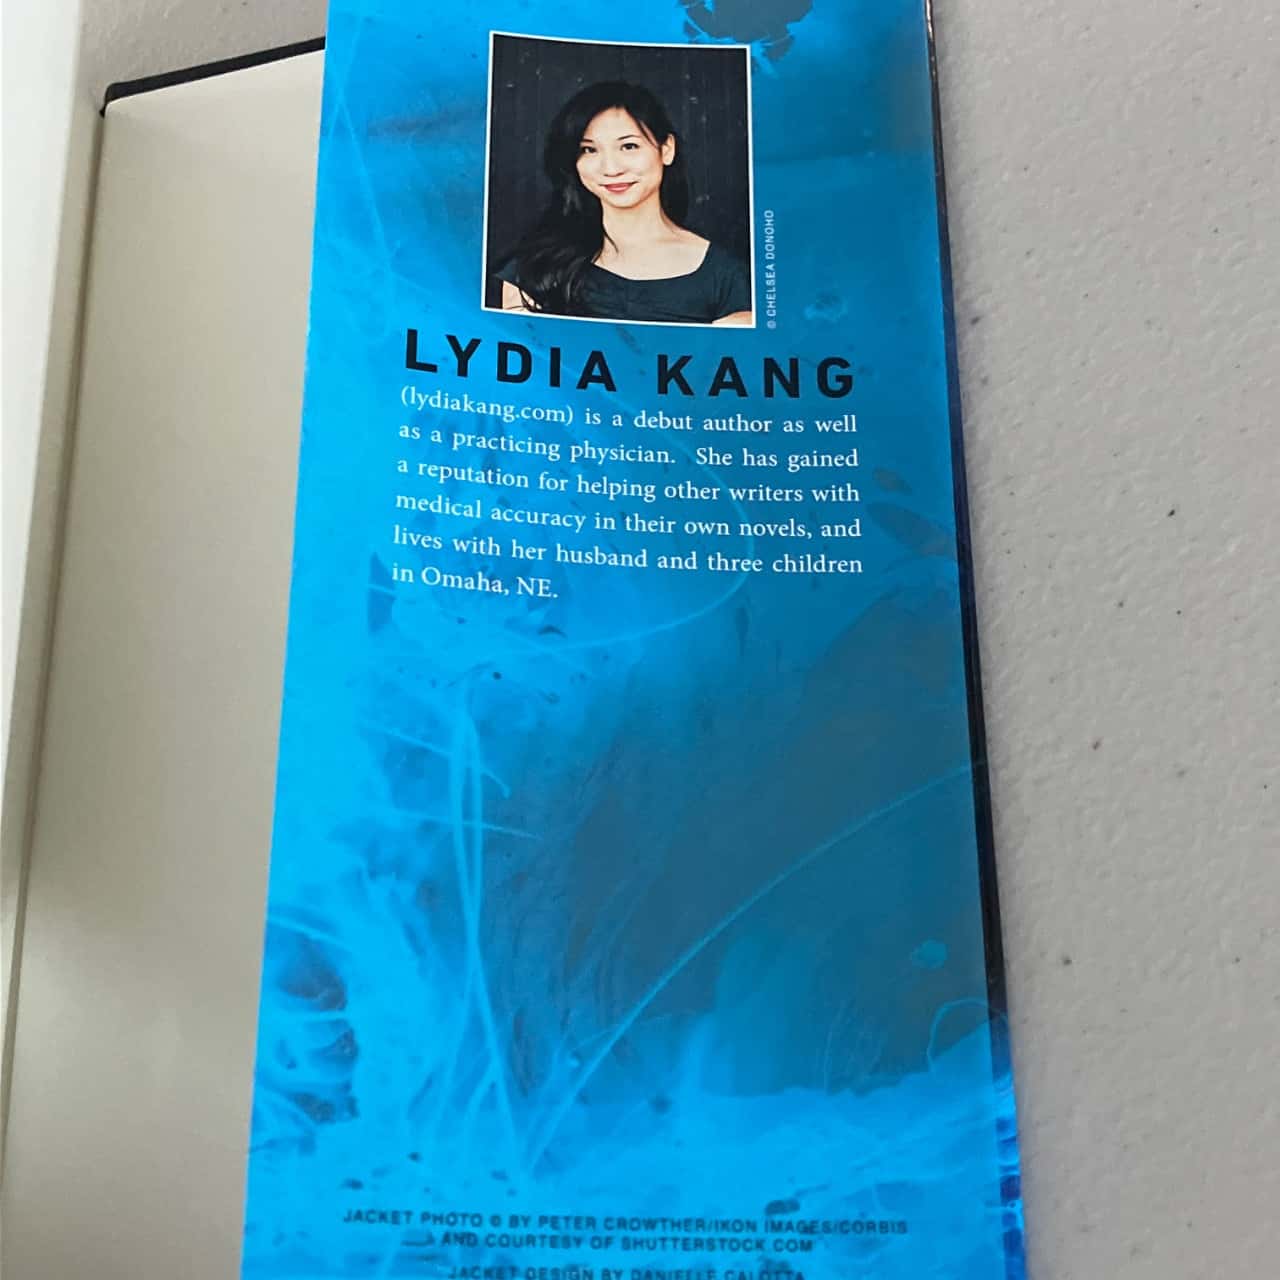 © CHELSEA DONOHO
LYDIA KANG
(lydiakang.com) is a debut author as well
as a practicing physician. She has gained
a reputation for helping other writers with
medical accuracy in their own novels, and
lives with her husband and three children
in Omaha, NE.
JACKET PHOTO © BY PETER CROWTHER/IKON IMAGES/CORBIS
AND COURTESY OF SHUTTERSTOCK.COM
JACKET DESIGN BY DANIELLE CALOTTA